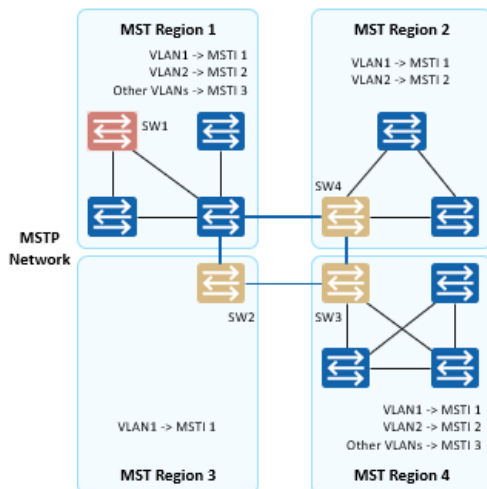 MST Region 1
VLAN1 -> MSTI 1
VLAN2 -> MSTI 2
Other VLANs -> MSTI 3
SW1
MST Region 2
VLAN1 -> MSTI 1
VLAN2 -> MSTI 2
SW4
MSTP
Network
SW2
SW3
VLAN1 -> MSTI 1
MST Region 3
VLAN1 -> MSTI 1
VLAN2 -> MSTI 2
Other VLANs -> MSTI 3
MST Region 4